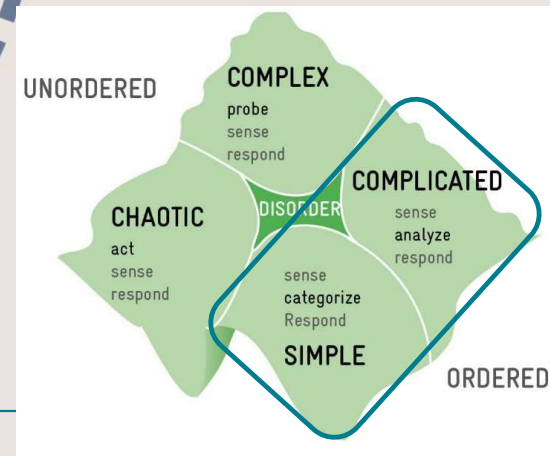 UNORDERED
COMPLEX
probe
sense
respond
COMPLICATED
sense
analyze
respond
DISORDER
CHAOTIC
act
sense
respond
sense
categorize
Respond
SIMPLE
ORDERED